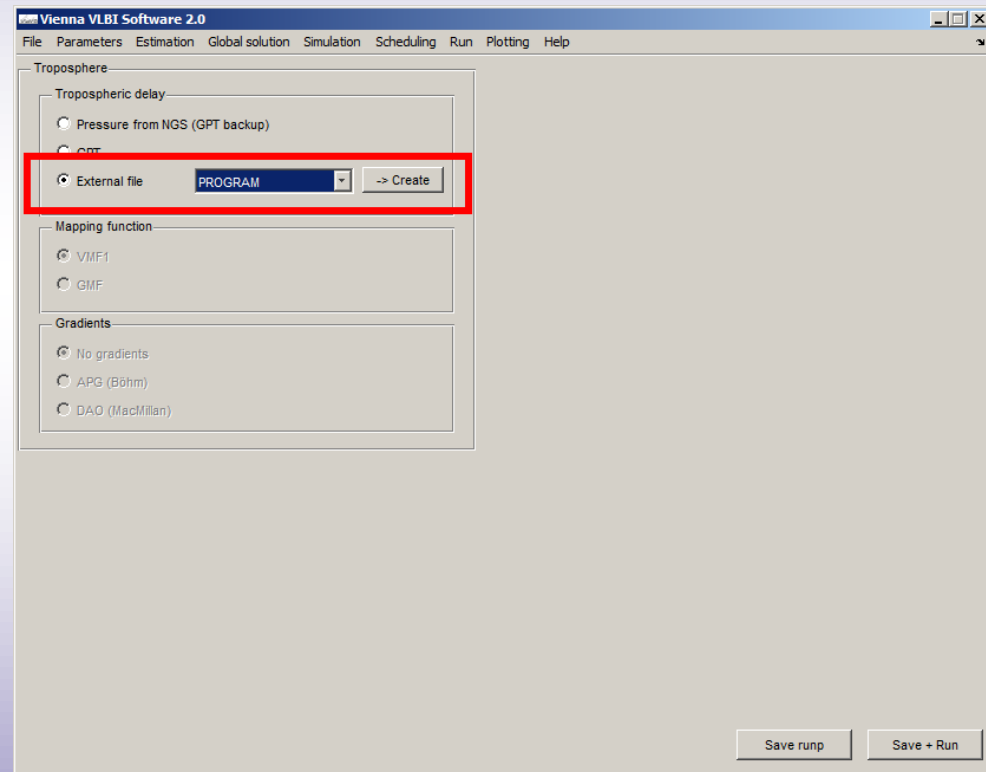 Vienna VLBI Software 2.0
File Parameters Estimation Global solution Simulation Scheduling Run Plotting Help
Troposphere
Tropospheric delay
Pressure from NGS (GPT backup)
GPT
External file PROGRAM -> Create
Mapping function
VMF1
GMF
Gradients
No gradients
APG (Böhm)
DAO (MacMillan)
Save runp Save + Run